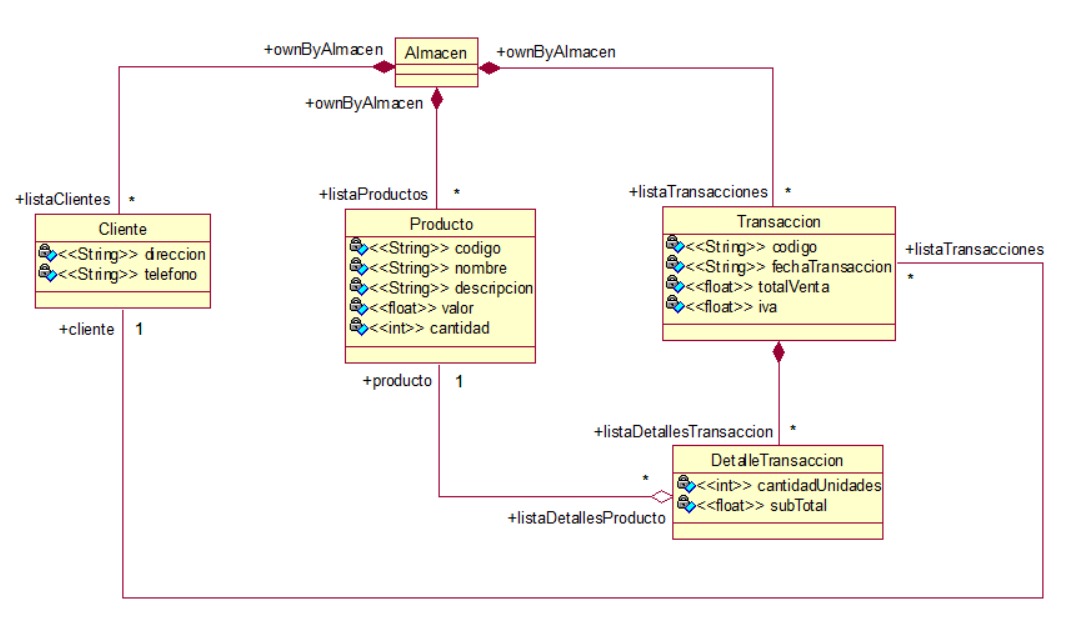 +ownByAlmacen
Almacen
+ownByAlmacen
+ownByAlmacen
+listaClientes
*
+listaProductos
*
+listaTransacciones
*
Cliente
<<String>> direccion
<<String>> telefono
Producto
<<String>> codigo
<<String>> nombre
<<String>> descripcion
<<float>> valor
<<int>> cantidad
Transaccion
<<String>> codigo
<<String>> fechaTransaccion
<<float>> totalVenta
<<float>> iva
+listaTransacciones
*
+cliente
1
+producto
1
+listaDetallesTransaccion
*
DetalleTransaccion
<<int>> cantidadUnidades
<<float>> subTotal
*
+listaDetallesProducto